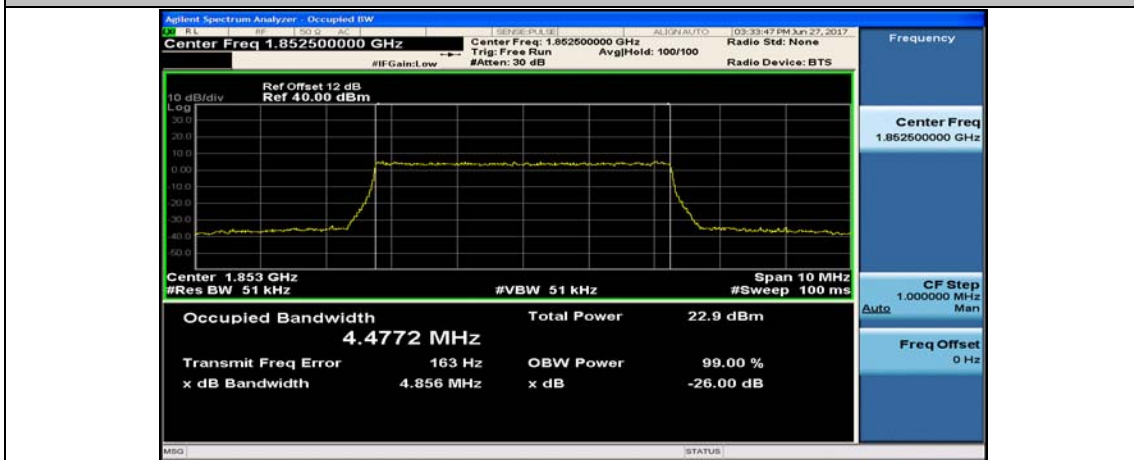 Agilent Spectrum Analyzer - Occupied BW
RL RF 50 Ω AC SENSE:PULSE ALIGN AUTO 03:33:47 PM Jun 27, 2017
Center Freq 1.852500000 GHz
Center Freq: 1.852500000 GHz
Radio Std: None
Trig: Free Run Avg|Hold: 100/100
#IFGain:Low #Atten: 30 dB Radio Device: BTS
Ref Offset 12 dB
10 dB/div Ref 40.00 dBm
Log
30.0
20.0
10.0
0.00
-10.0
-20.0
-30.0
-40.0
-50.0
Center 1.853 GHz Span 10 MHz
#Res BW 51 kHz #VBW 51 kHz #Sweep 100 ms
Occupied Bandwidth Total Power 22.9 dBm
4.4772 MHz
Transmit Freq Error 163 Hz OBW Power 99.00 %
x dB Bandwidth 4.856 MHz x dB -26.00 dB
MSG STATUS
Frequency
Center Freq
1.852500000 GHz
CF Step
1.000000 MHz
Auto Man
Freq Offset
0 Hz